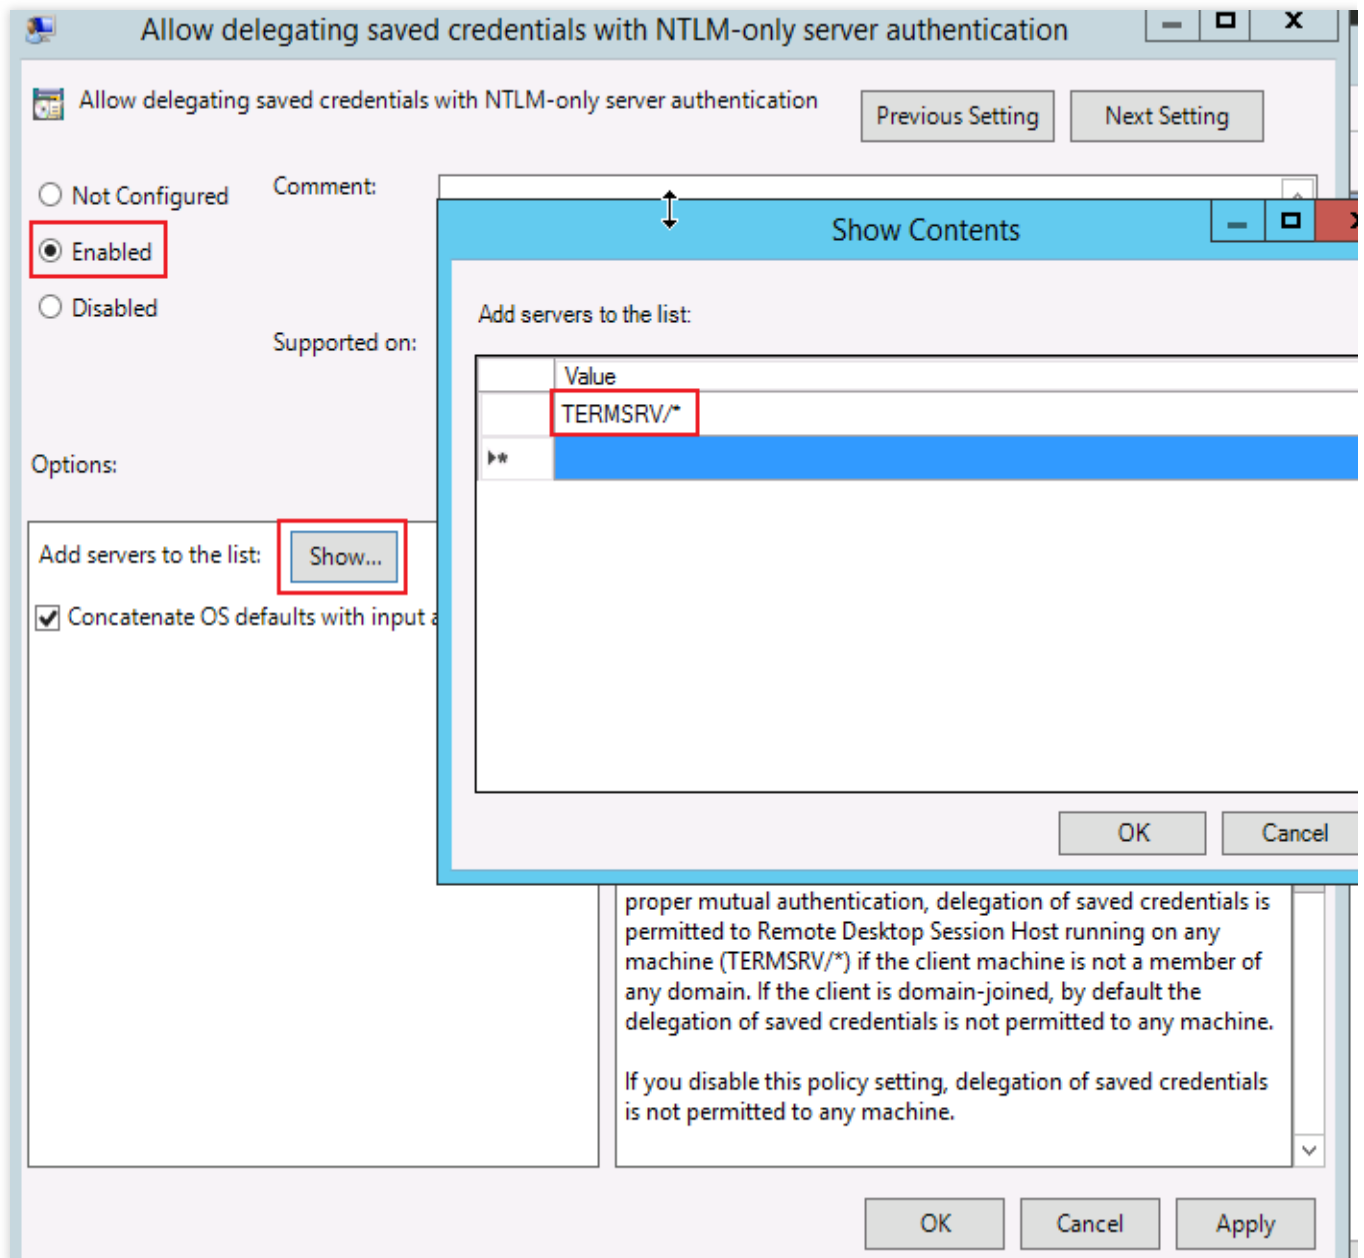 Allow delegating saved credentials with NTLM-only server authentication
Allow delegating saved credentials with NTLM-only server authentication
Previous Setting
Next Setting
Not Configured
Comment:
Enabled
Disabled
Supported on:
Show Contents
Add servers to the list:
Value
TERMSRV/*
OK
Cancel
Options:
Add servers to the list:
Show...
Concatenate OS defaults with input
proper mutual authentication, delegation of saved credentials is
permitted to Remote Desktop Session Host running on any
machine (TERMSRV/*) if the client machine is not a member of
any domain. If the client is domain-joined, by default the
delegation of saved credentials is not permitted to any machine.
If you disable this policy setting, delegation of saved credentials
is not permitted to any machine.
OK
Cancel
Apply